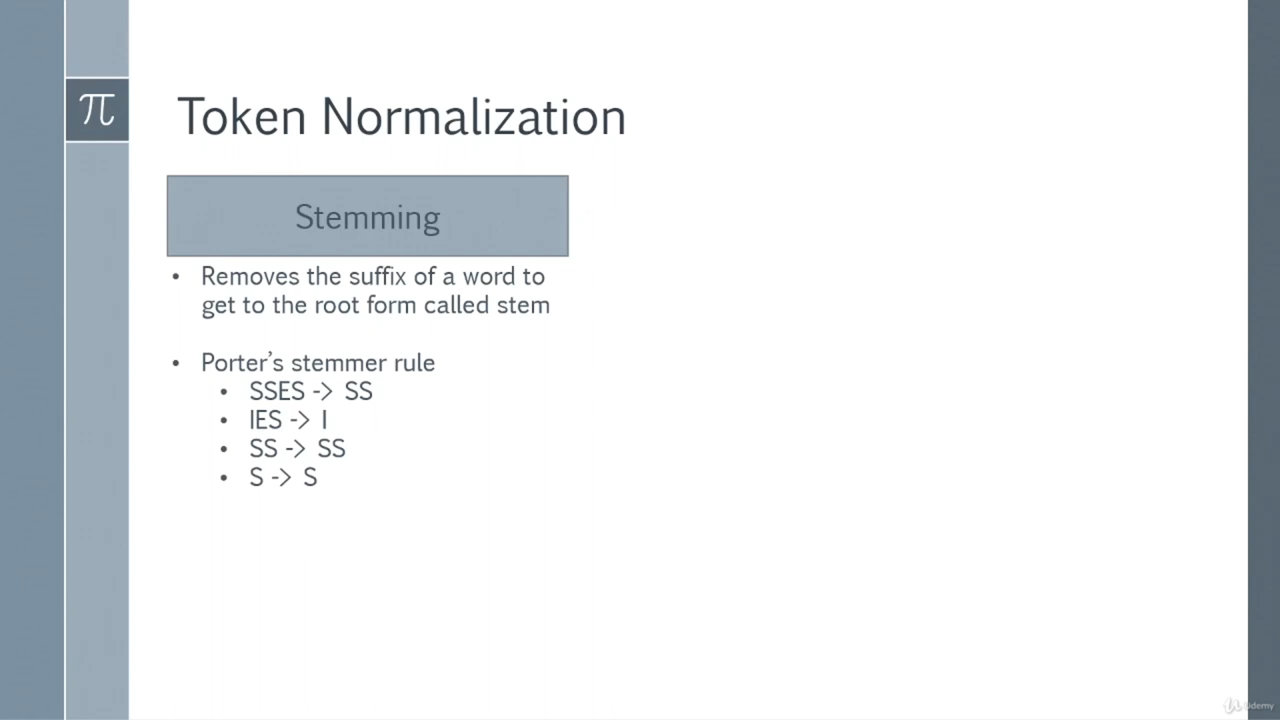 π
Token Normalization
Stemming
• Removes the suffix of a word to
get to the root form called stem
• Porter's stemmer rule
• SSES -> SS
• IES -> I
• SS -> SS
• S -> S
Udemy